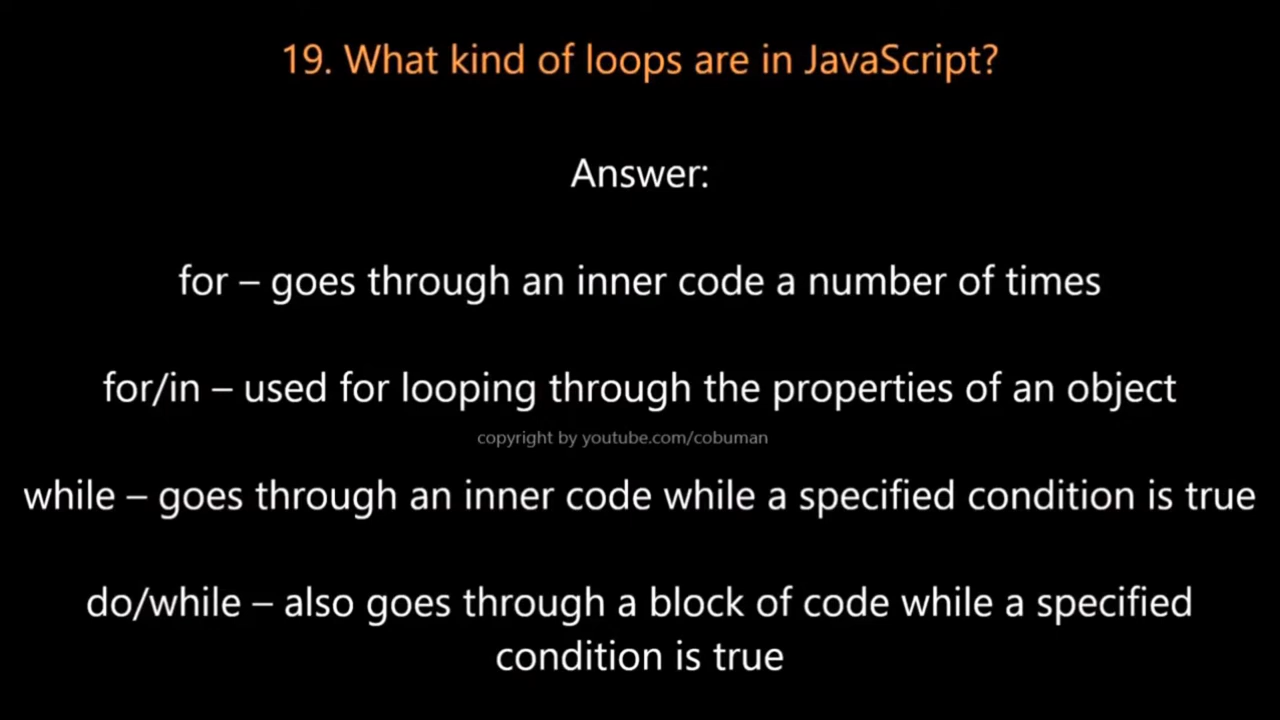 19. What kind of loops are in JavaScript?
Answer:
for – goes through an inner code a number of times
for/in – used for looping through the properties of an object
copyright by youtube.com/cobuman
while – goes through an inner code while a specified condition is true
do/while – also goes through a block of code while a specified
condition is true